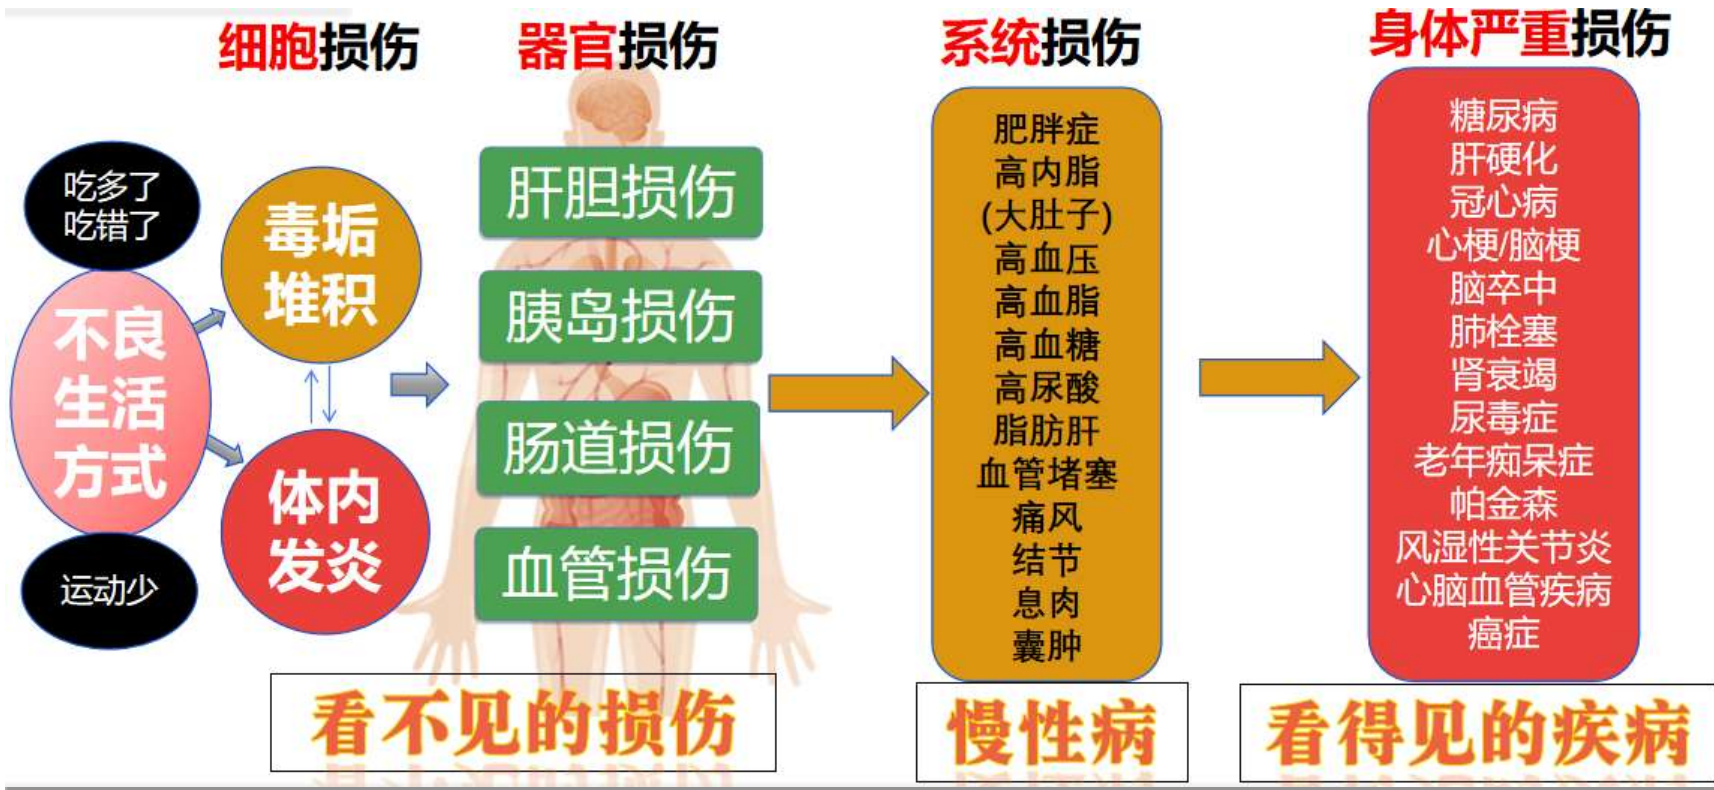 细胞损伤
器官损伤
系统损伤
身体严重损伤
吃多了
吃错了
不良
生活
方式
运动少
毒垢
堆积
体内
发炎
肝胆损伤
胰岛损伤
肠道损伤
血管损伤
肥胖症
高内脂
(大肚子)
高血压
高血脂
高血糖
高尿酸
脂肪肝
血管堵塞
痛风
结节
息肉
囊肿
糖尿病
肝硬化
冠心病
心梗/脑梗
脑卒中
肺栓塞
肾衰竭
尿毒症
老年痴呆症
帕金森
风湿性关节炎
心脑血管疾病
癌症
看不见的损伤
慢性病
看得见的疾病